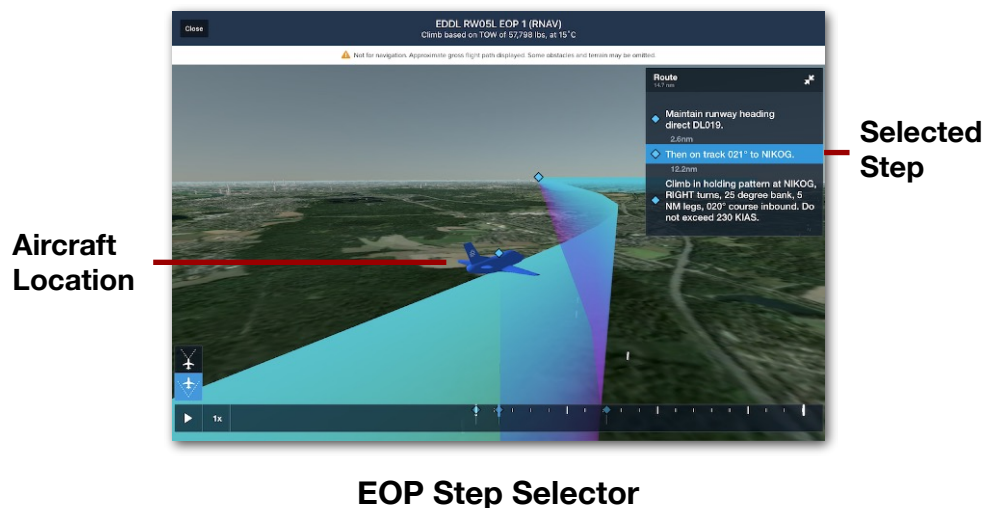 Close
EDDL RW05L EOP 1 (RNAV)
Climb based on TOW of 57,798 lbs, at 15˚C
Not for navigation. Approximate gross flight path displayed. Some obstacles and terrain may be omitted.
Route
14.7 nm
Maintain runway heading
direct DL019.
2.6nm
Then on track 021° to NIKOG.
12.2nm
Climb in holding pattern at NIKOG,
RIGHT turns, 25 degree bank, 5
NM legs, 020° course inbound. Do
not exceed 230 KIAS.
Selected
Step
Aircraft
Location
1x
EOP Step Selector